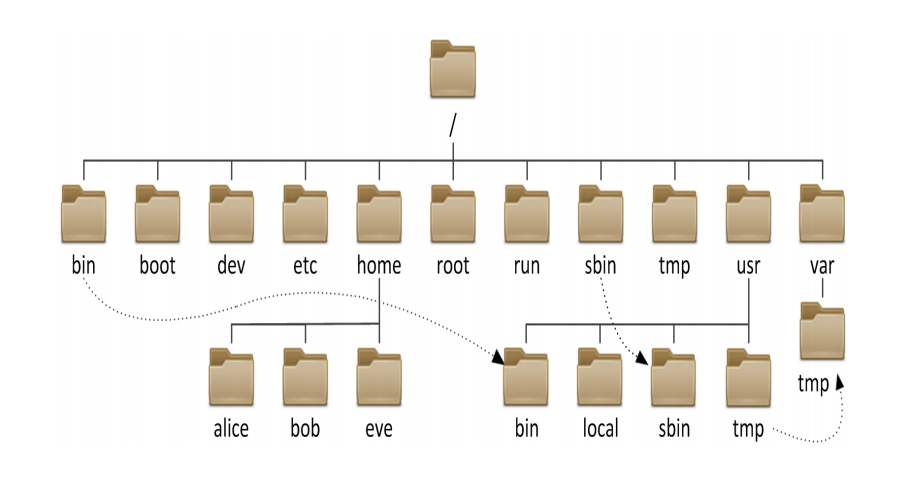 /
bin boot dev etc home root run sbin tmp usr var
tmp
alice bob eve bin local sbin tmp